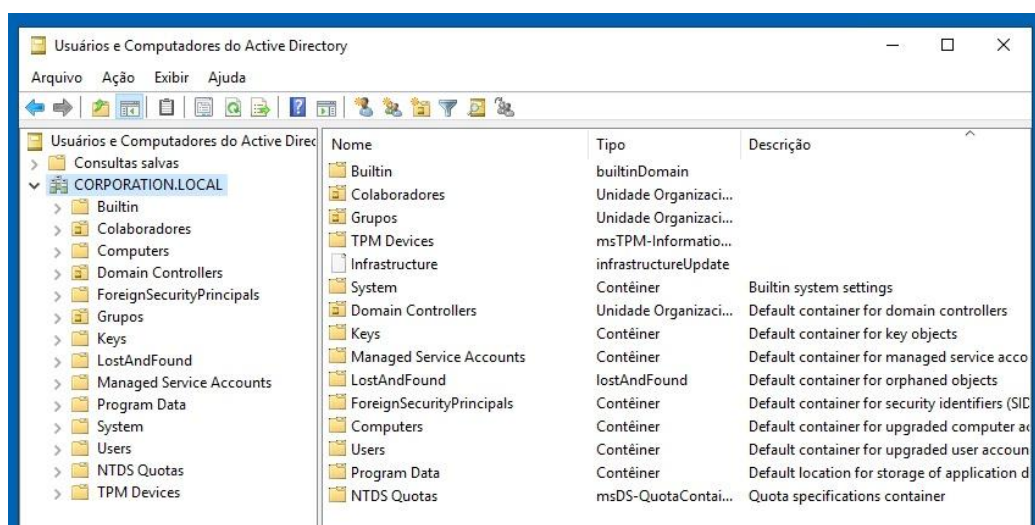 Usuários e Computadores do Active Directory
Arquivo Ação Exibir Ajuda
Usuários e Computadores do Active Direc
Consultas salvas
CORPORATION.LOCAL
Builtin
Colaboradores
Computers
Domain Controllers
ForeignSecurityPrincipals
Grupos
Keys
LostAndFound
Managed Service Accounts
Program Data
System
Users
NTDS Quotas
TPM Devices
Nome Tipo Descrição
Builtin builtinDomain
Colaboradores Unidade Organizaci...
Grupos Unidade Organizaci...
TPM Devices msTPM-Informatio...
Infrastructure infrastructureUpdate
System Contêiner Builtin system settings
Domain Controllers Unidade Organizaci... Default container for domain controllers
Keys Contêiner Default container for key objects
Managed Service Accounts Contêiner Default container for managed service acco
LostAndFound lostAndFound Default container for orphaned objects
ForeignSecurityPrincipals Contêiner Default container for security identifiers (SID
Computers Contêiner Default container for upgraded computer ac
Users Contêiner Default container for upgraded user accoun
Program Data Contêiner Default location for storage of application d
NTDS Quotas msDS-QuotaContai... Quota specifications container